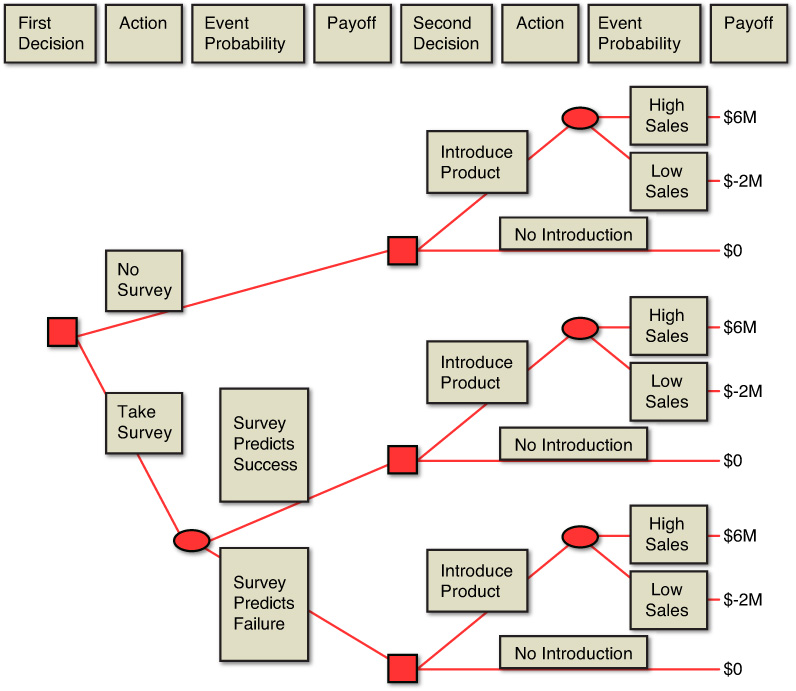 First
Decision
Action
Event
Probability
Payoff
Second
Decision
Action
Event
Probability
Payoff
High
Sales
$6M
Introduce
Product
Low
Sales
$-2M
No Introduction
$0
No
Survey
High
Sales
$6M
Introduce
Product
Low
Sales
$-2M
Take
Survey
Survey
Predicts
Success
No Introduction
$0
High
Sales
$6M
Introduce
Product
Low
Sales
$-2M
Survey
Predicts
Failure
No Introduction
$0